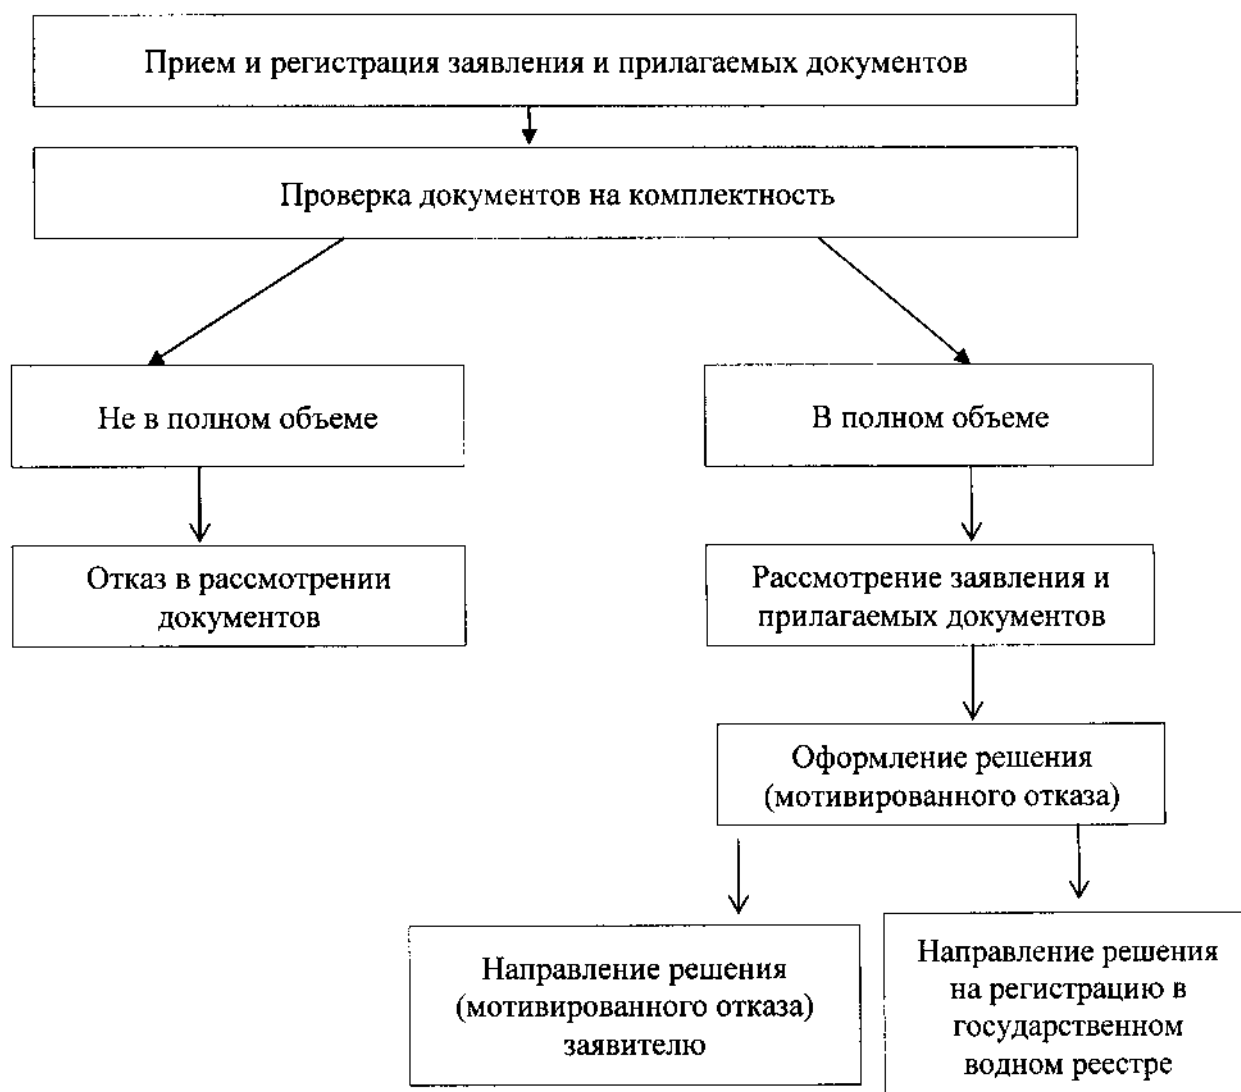 Прием и регистрация заявления и прилагаемых документов
Проверка документов на комплектность
Не в полном объеме
В полном объеме
Отказ в рассмотрении
документов
Рассмотрение заявления и
прилагаемых документов
Оформление решения
(мотивированного отказа)
Направление решения
(мотивированного отказа)
заявителю
Направление решения
на регистрацию в
государственном
водном реестре